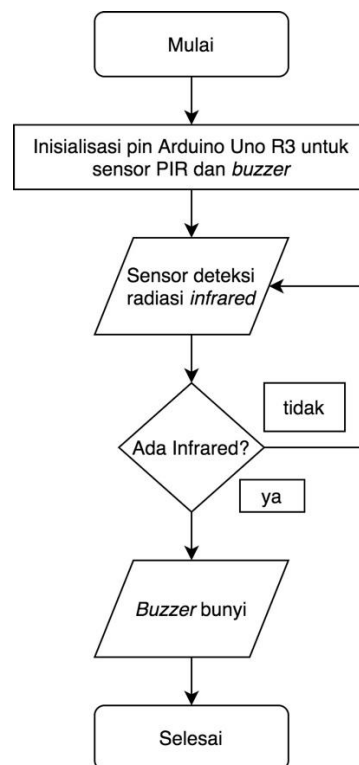 Mulai
Inisialisasi pin Arduino Uno R3 untuk
sensor PIR dan buzzer
Sensor deteksi
radiasi infrared
tidak
Ada Infrared?
ya
Buzzer bunyi
Selesai